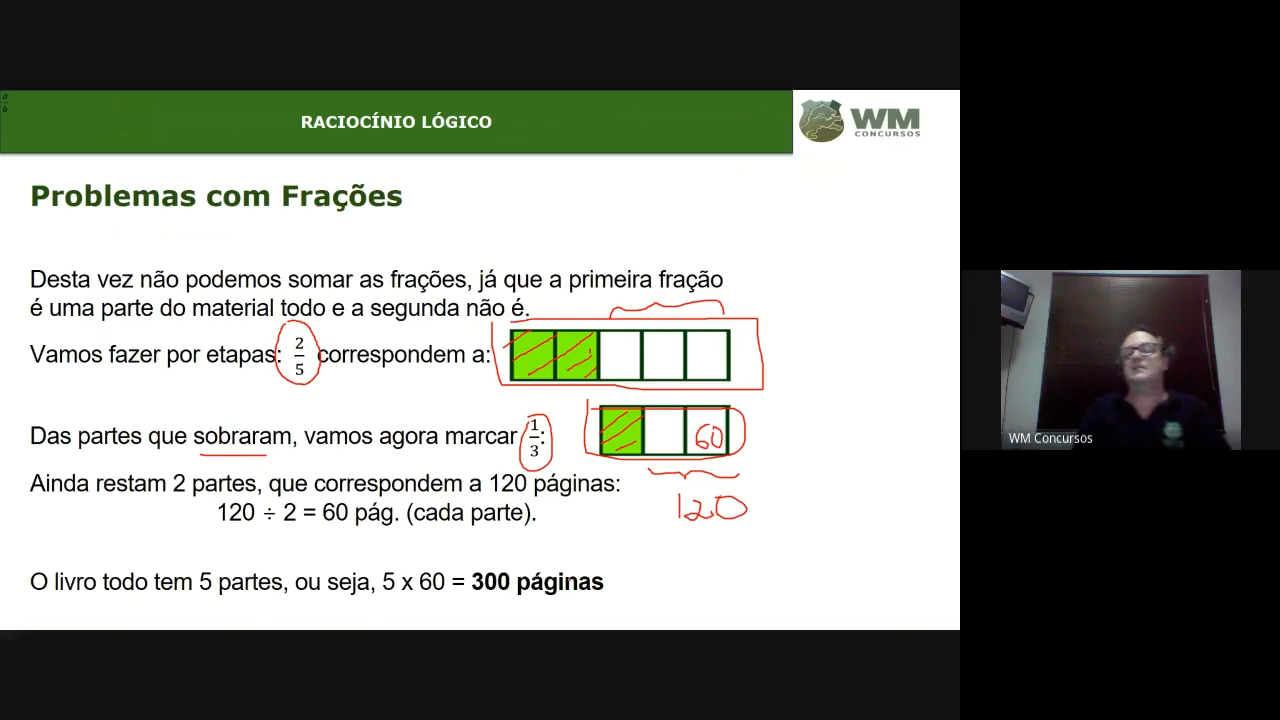 a
b
RACIOCÍNIO LÓGICO
WM
CONCURSOS
Problemas com Frações
Desta vez não podemos somar as frações, já que a primeira fração
é uma parte do material todo e a segunda não é.
Vamos fazer por etapas: 2/5 correspondem a:
Das partes que sobraram, vamos agora marcar 1/3:
60
Ainda restam 2 partes, que correspondem a 120 páginas:
120 ÷ 2 = 60 pág. (cada parte).
120
O livro todo tem 5 partes, ou seja, 5 x 60 = 300 páginas
WM Concursos